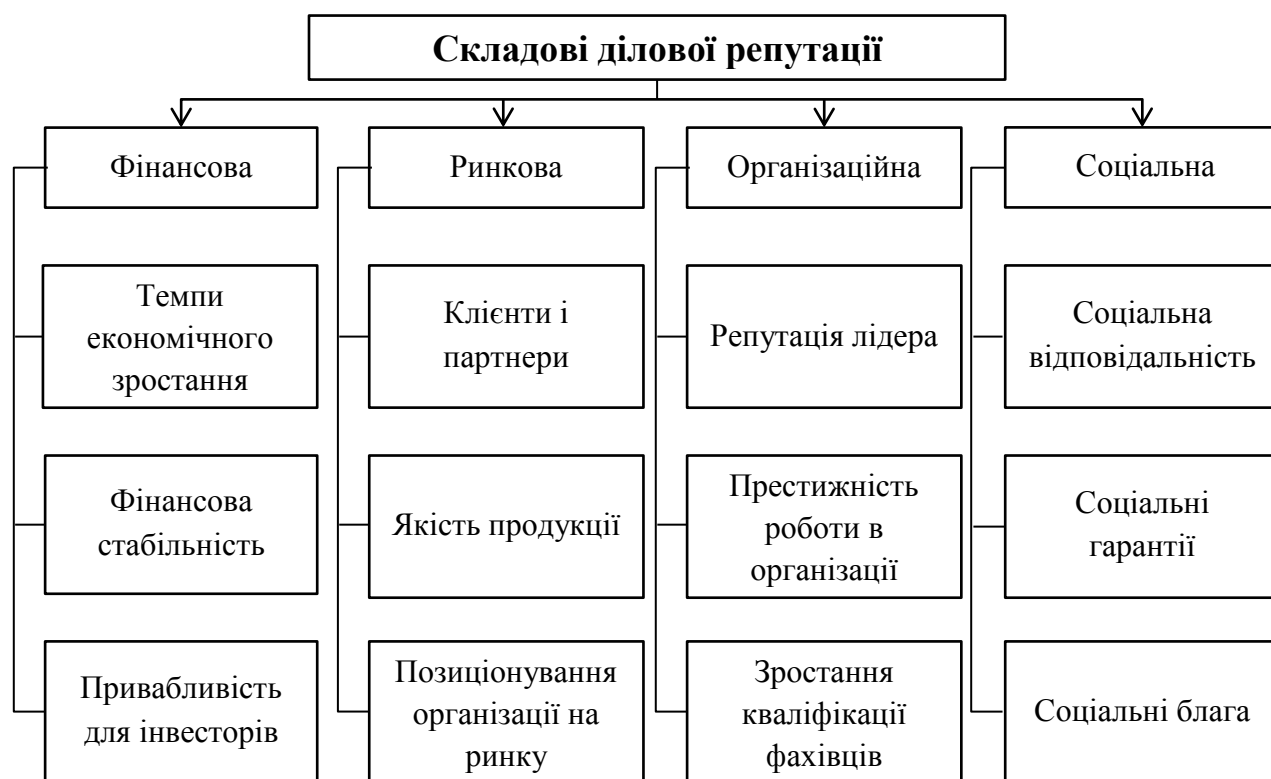 Складові ділової репутації
Фінансова
Ринкова
Організаційна
Соціальна
Темпи
економічного
зростання
Клієнти і
партнери
Репутація лідера
Соціальна
відповідальність
Фінансова
стабільність
Якість продукції
Престижність
роботи в
організації
Соціальні
гарантії
Привабливість
для інвесторів
Позиціонування
організації на
ринку
Зростання
кваліфікації
фахівців
Соціальні блага